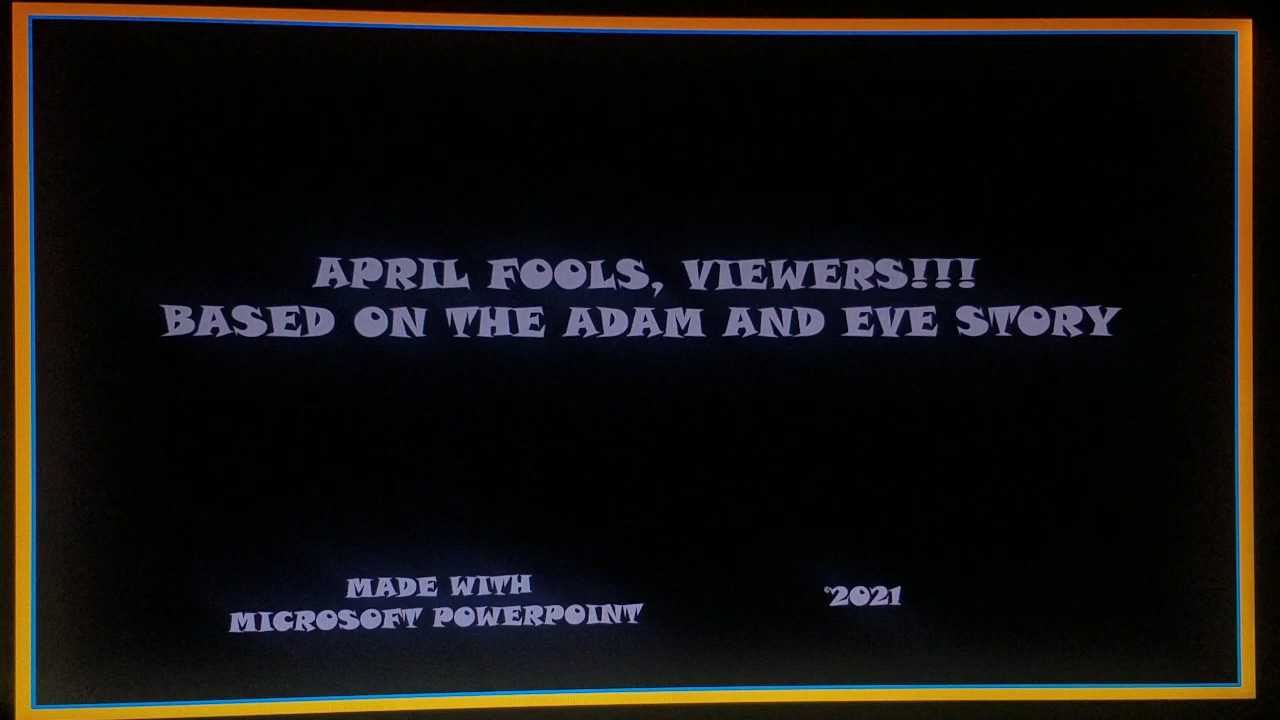 APRIL FOOLS, VIEWERS!!!
BASED ON THE ADAM AND EVE STORY
MADE WITH
MICROSOFT POWERPOINT
©2021